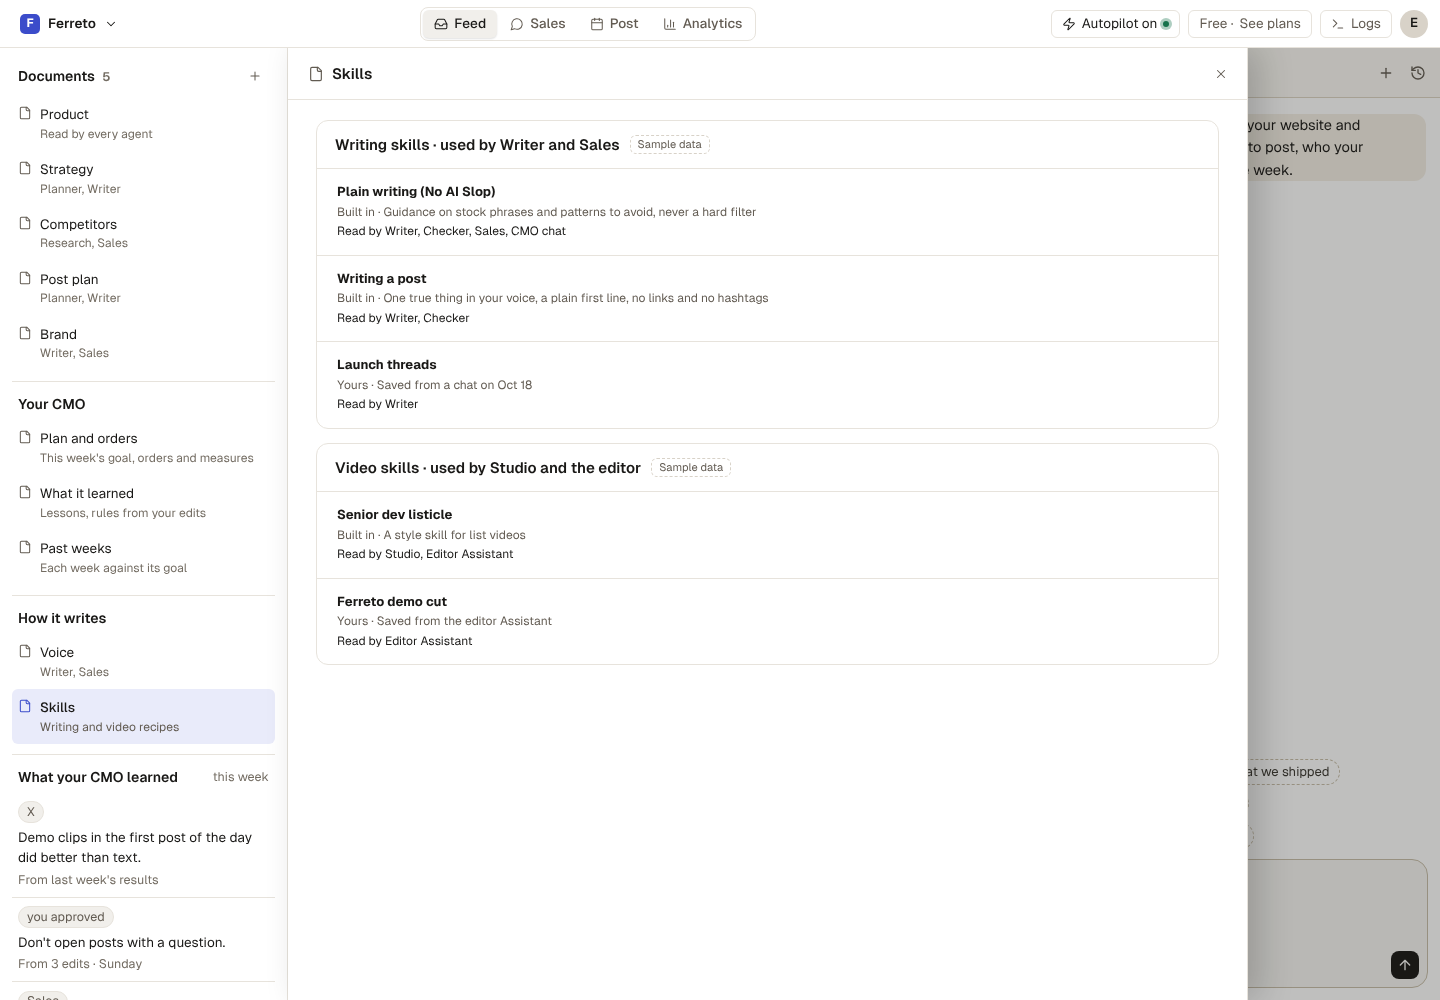 F Ferreto
Feed
Sales
Post
Analytics
Autopilot on
Free · See plans
Logs
E
Documents 5
Product
Read by every agent
Strategy
Planner, Writer
Competitors
Research, Sales
Post plan
Planner, Writer
Brand
Writer, Sales
Your CMO
Plan and orders
This week's goal, orders and measures
What it learned
Lessons, rules from your edits
Past weeks
Each week against its goal
How it writes
Voice
Writer, Sales
Skills
Writing and video recipes
What your CMO learned this week
X
Demo clips in the first post of the day
did better than text.
From last week's results
you approved
Don't open posts with a question.
From 3 edits · Sunday
Sales
Skills
Writing skills · used by Writer and Sales Sample data
Plain writing (No AI Slop)
Built in · Guidance on stock phrases and patterns to avoid, never a hard filter
Read by Writer, Checker, Sales, CMO chat
Writing a post
Built in · One true thing in your voice, a plain first line, no links and no hashtags
Read by Writer, Checker
Launch threads
Yours · Saved from a chat on Oct 18
Read by Writer
Video skills · used by Studio and the editor Sample data
Senior dev listicle
Built in · A style skill for list videos
Read by Studio, Editor Assistant
Ferreto demo cut
Yours · Saved from the editor Assistant
Read by Editor Assistant
your website and
to post, who your
week.
at we shipped